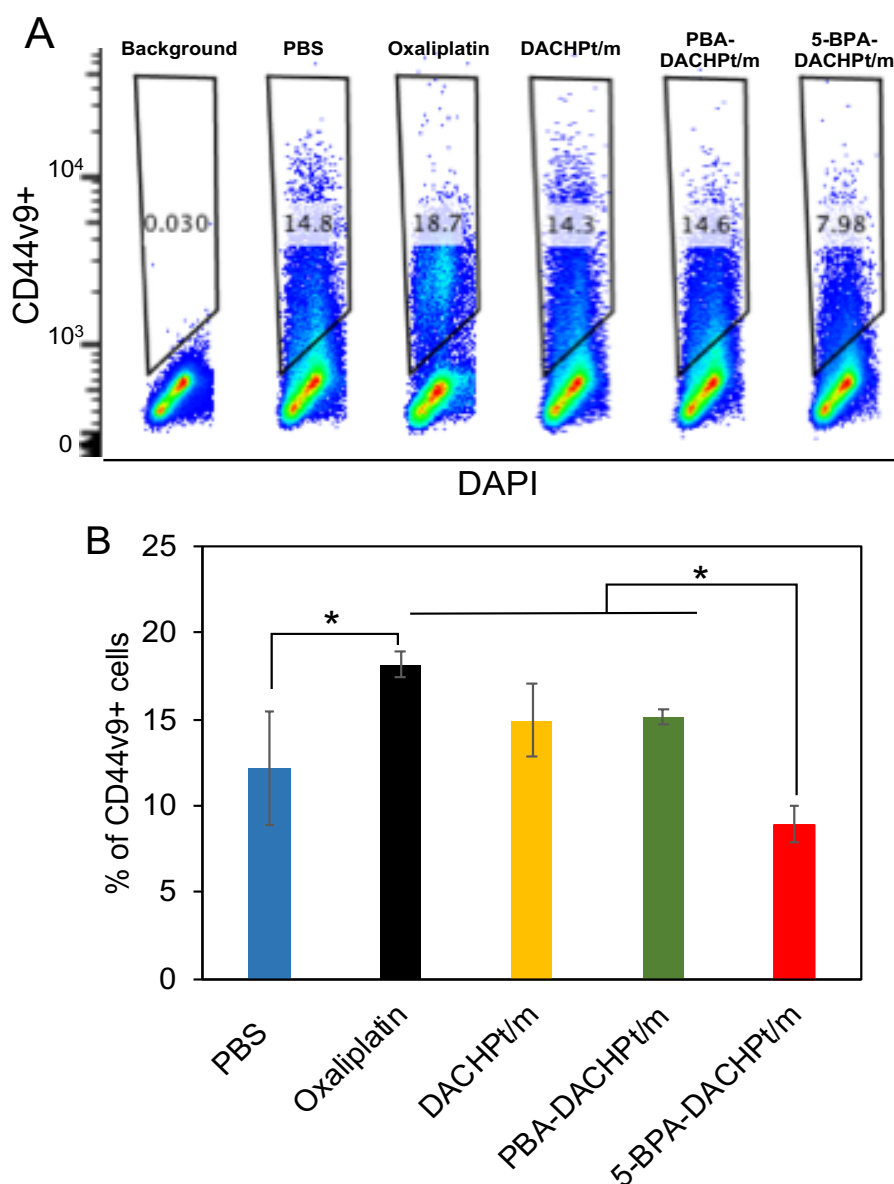 A
Background PBS Oxaliplatin DACHPt/m PBA-DACHPt/m 5-BPA-DACHPt/m
CD44v9+
10⁴
10³
0
0.030 14.8 18.7 14.3 14.6 7.98
DAPI
B
% of CD44v9+ cells
25
20
15
10
5
0
* *
PBS Oxaliplatin DACHPt/m PBA-DACHPt/m 5-BPA-DACHPt/m